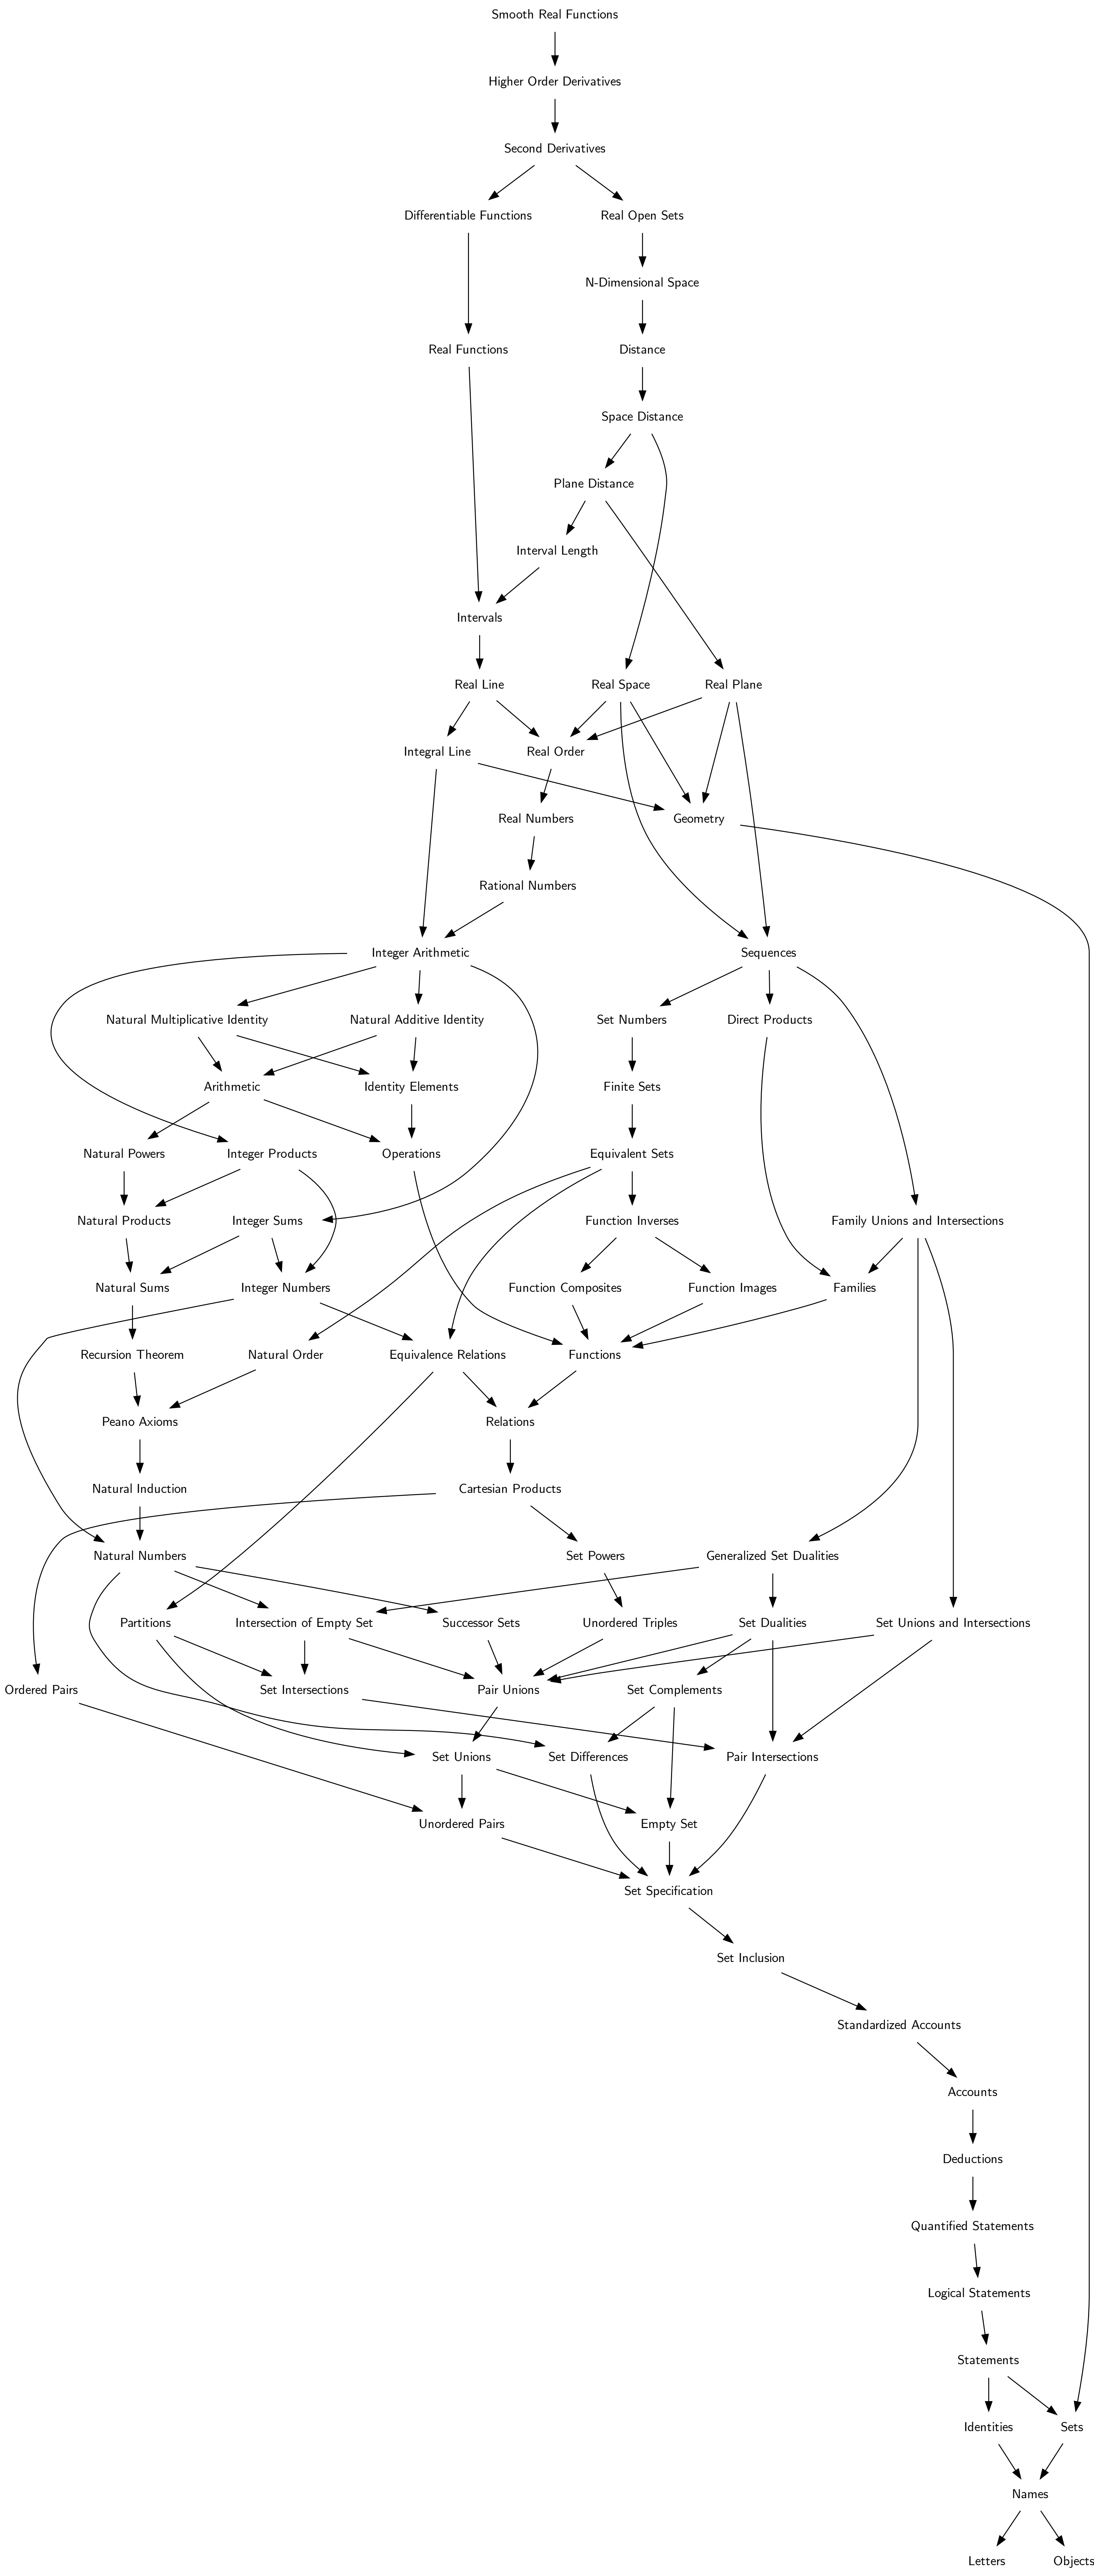 Smooth Real Functions
Higher Order Derivatives
Second Derivatives
Differentiable Functions
Real Open Sets
N-Dimensional Space
Real Functions
Distance
Space Distance
Plane Distance
Interval Length
Intervals
Real Line
Real Space
Real Plane
Integral Line
Real Order
Real Numbers
Geometry
Rational Numbers
Integer Arithmetic
Sequences
Natural Multiplicative Identity
Natural Additive Identity
Set Numbers
Direct Products
Arithmetic
Identity Elements
Finite Sets
Natural Powers
Integer Products
Operations
Equivalent Sets
Natural Products
Integer Sums
Function Inverses
Family Unions and Intersections
Natural Sums
Integer Numbers
Function Composites
Function Images
Families
Recursion Theorem
Natural Order
Equivalence Relations
Functions
Peano Axioms
Relations
Natural Induction
Cartesian Products
Natural Numbers
Set Powers
Generalized Set Dualities
Partitions
Intersection of Empty Set
Successor Sets
Unordered Triples
Set Dualities
Set Unions and Intersections
Ordered Pairs
Set Intersections
Pair Unions
Set Complements
Set Unions
Set Differences
Pair Intersections
Unordered Pairs
Empty Set
Set Specification
Set Inclusion
Standardized Accounts
Accounts
Deductions
Quantified Statements
Logical Statements
Statements
Identities
Sets
Names
Letters
Objects